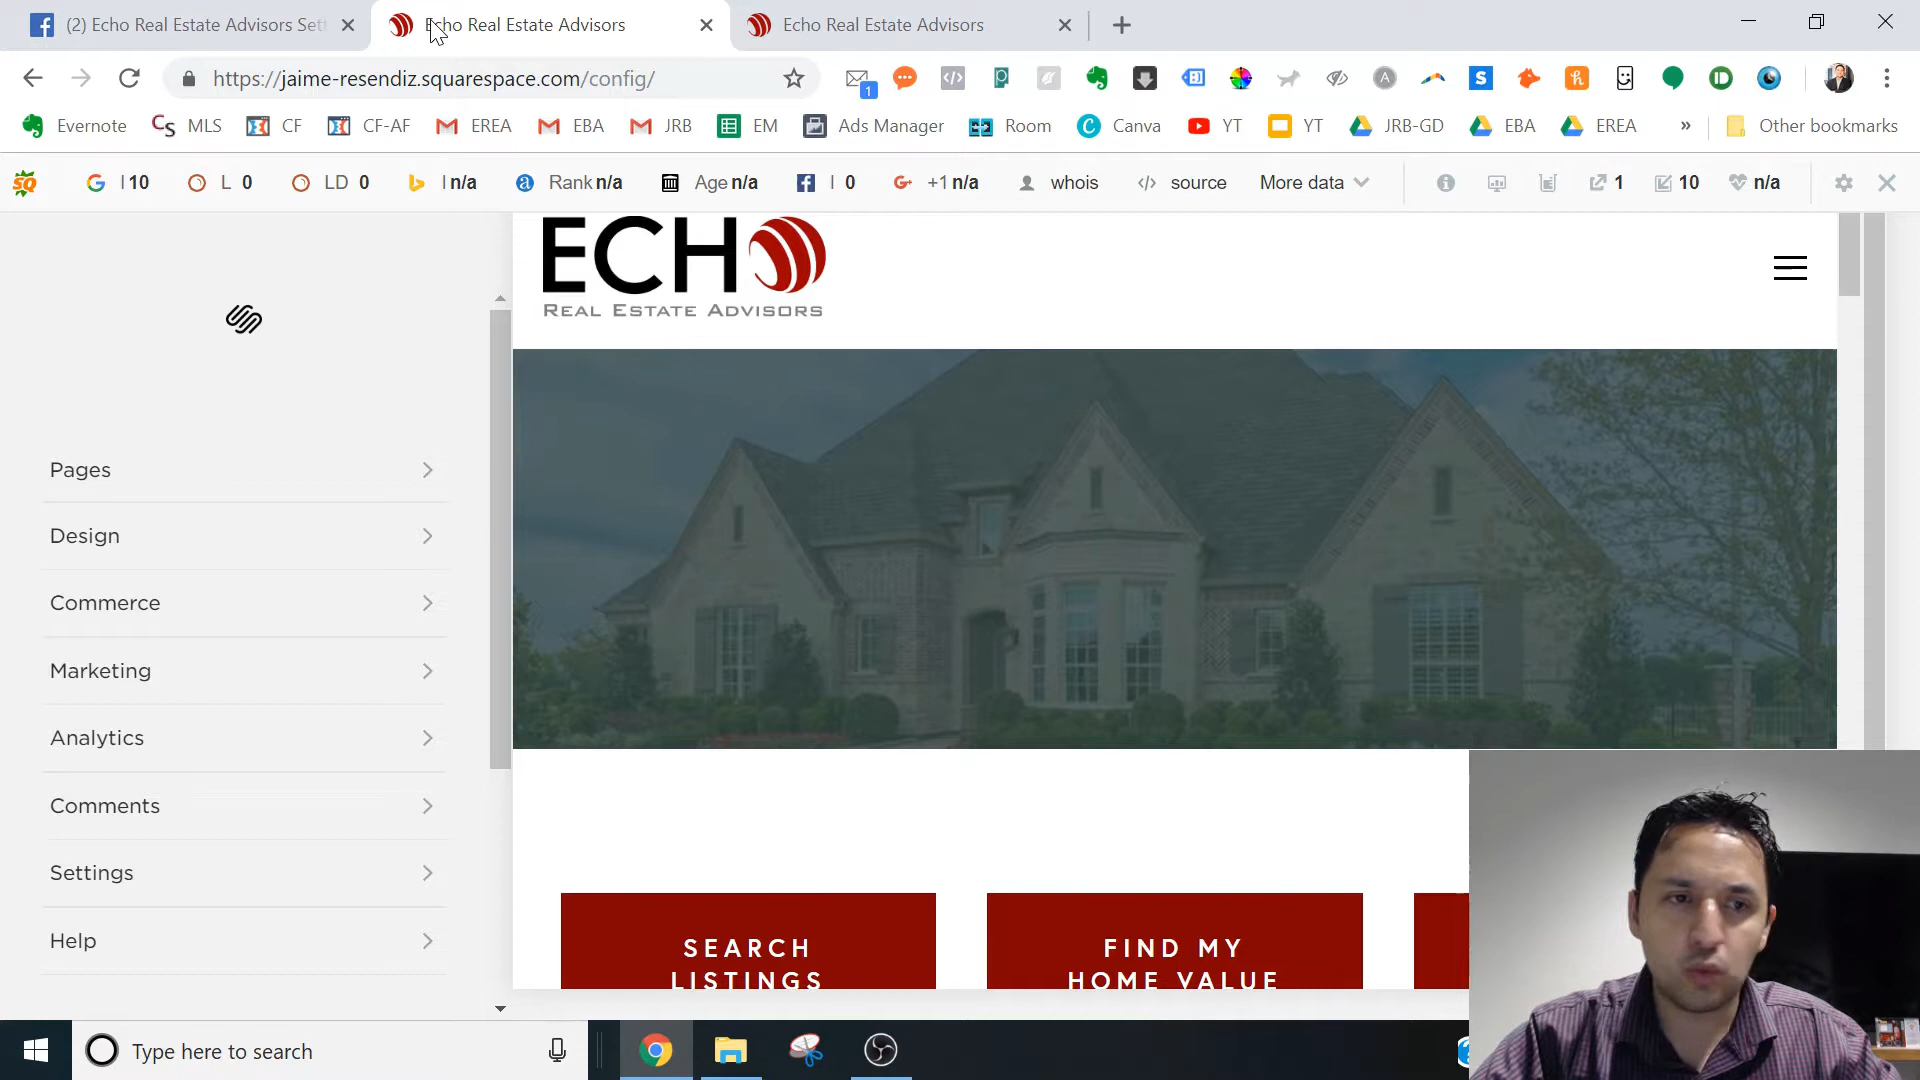 (2) Echo Real Estate Advisors Sett
Echo Real Estate Advisors
Echo Real Estate Advisors
https://jaime-resendiz.squarespace.com/config/
1
Evernote
MLS
CF
CF-AF
EREA
EBA
JRB
EM
Ads Manager
Room
Canva
YT
YT
JRB-GD
EBA
EREA
»
Other bookmarks
I 10
L 0
LD 0
I n/a
Rank n/a
Age n/a
I 0
+1 n/a
whois
source
More data
1
10
n/a
ECHO
REAL ESTATE ADVISORS
Pages
Design
Commerce
Marketing
Analytics
Comments
Settings
Help
SEARCH
LISTINGS
FIND MY
HOME VALUE
Type here to search